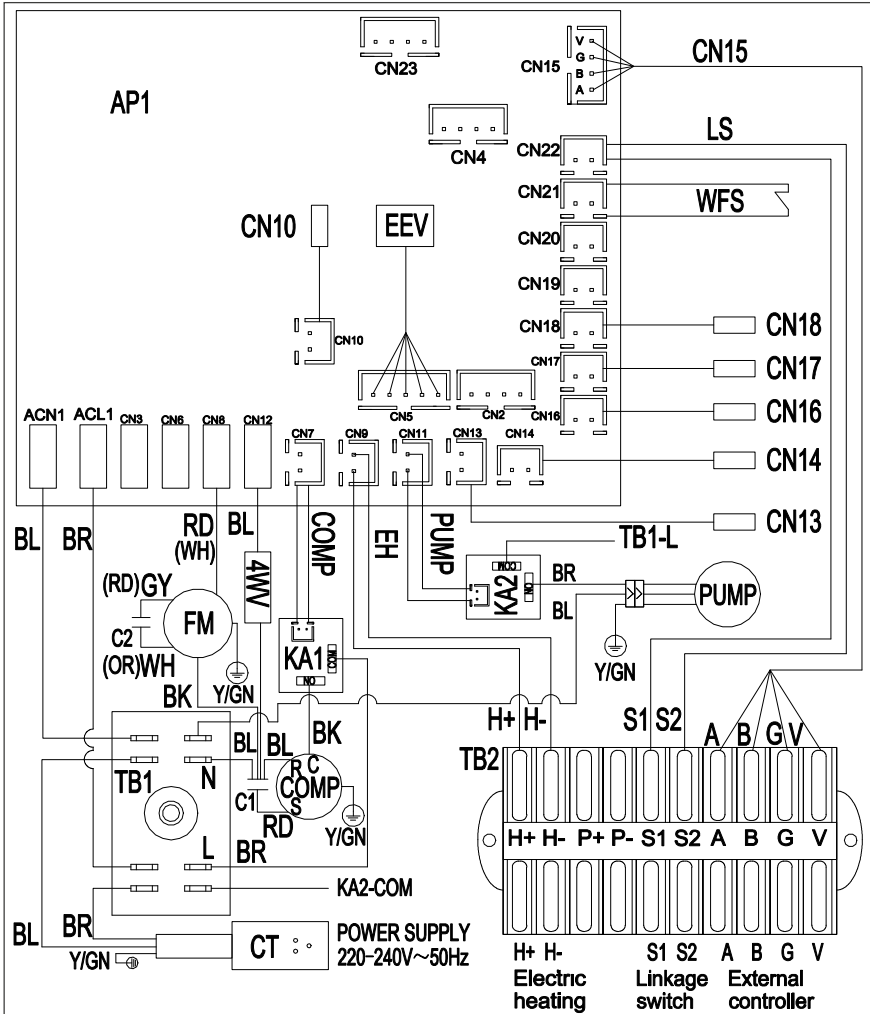 CN23
CN15
V
G
B
A
CN15
AP1
CN4
LS
CN22
CN21
WFS
CN10
EEV
CN20
CN19
CN18
CN18
CN10
CN17
CN17
CN5
CN2
CN16
CN16
ACN1
ACL1
CN3
CN6
CN8
CN12
CN7
CN9
CN11
CN13
CN14
CN14
CN13
BL
BR
RD
(WH)
BL
COMP
EH
PUMP
TB1-L
4WV
COM
KA2
NO
BR
BL
PUMP
(RD)GY
C2
FM
(OR)WH
Y/GN
KA1
COM
NO
Y/GN
BK
H+ H-
S1 S2
A
B
G
V
BL
BL
BK
TB2
TB1
N
C1
R
C
COMP
S
RD
Y/GN
H+ H- P+ P- S1 S2 A B G V
L
BR
KA2-COM
BL
BR
Y/GN
CT
POWER SUPPLY
220-240V～50Hz
H+ H- S1 S2 A B G V
Electric
heating
Linkage
switch
External
controller